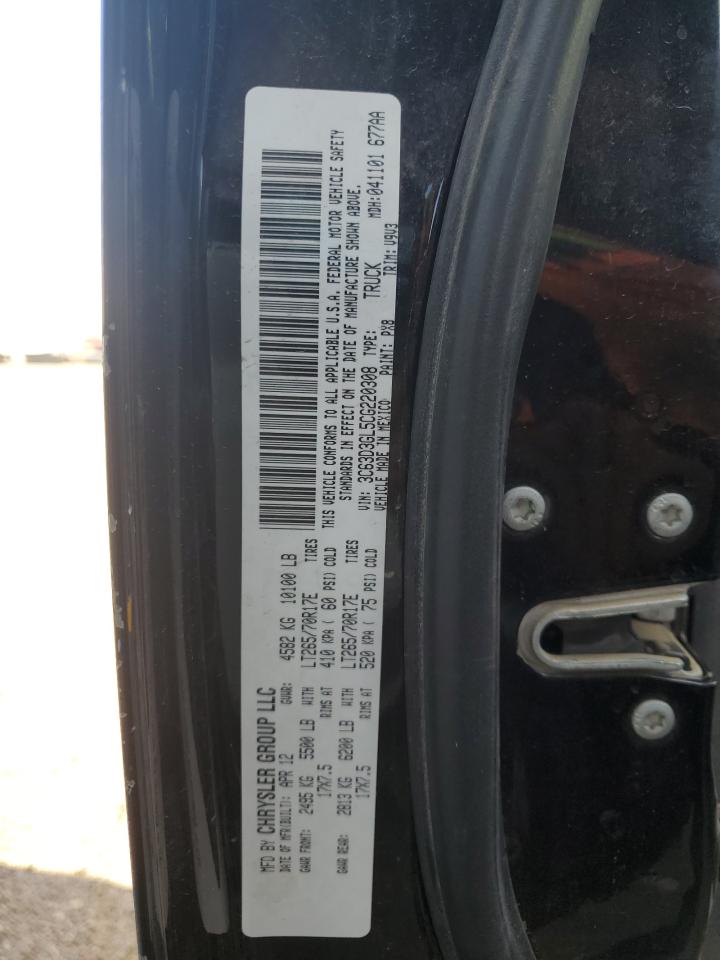 MFD BY CHRYSLER GROUP LLC
DATE OF MFR(BUILT): APR 12 GVWR: 4582 KG 10100 LB
GAWR FRONT: 2495 KG 5500 LB WITH LT265/70R17E TIRES
17X7.5 RIMS AT 410 KPA ( 60 PSI) COLD
GAWR REAR: 2813 KG 6200 LB WITH LT265/70R17E TIRES
17X7.5 RIMS AT 520 KPA ( 75 PSI) COLD
THIS VEHICLE CONFORMS TO ALL APPLICABLE U.S.A. FEDERAL MOTOR VEHICLE SAFETY
STANDARDS IN EFFECT ON THE DATE OF MANUFACTURE SHOWN ABOVE.
VIN: 3C63D3GL5CG220308 TYPE: TRUCK MDH:041101 677AA
VEHICLE MADE IN MEXICO PAINT: PXB TRIM: V9V3